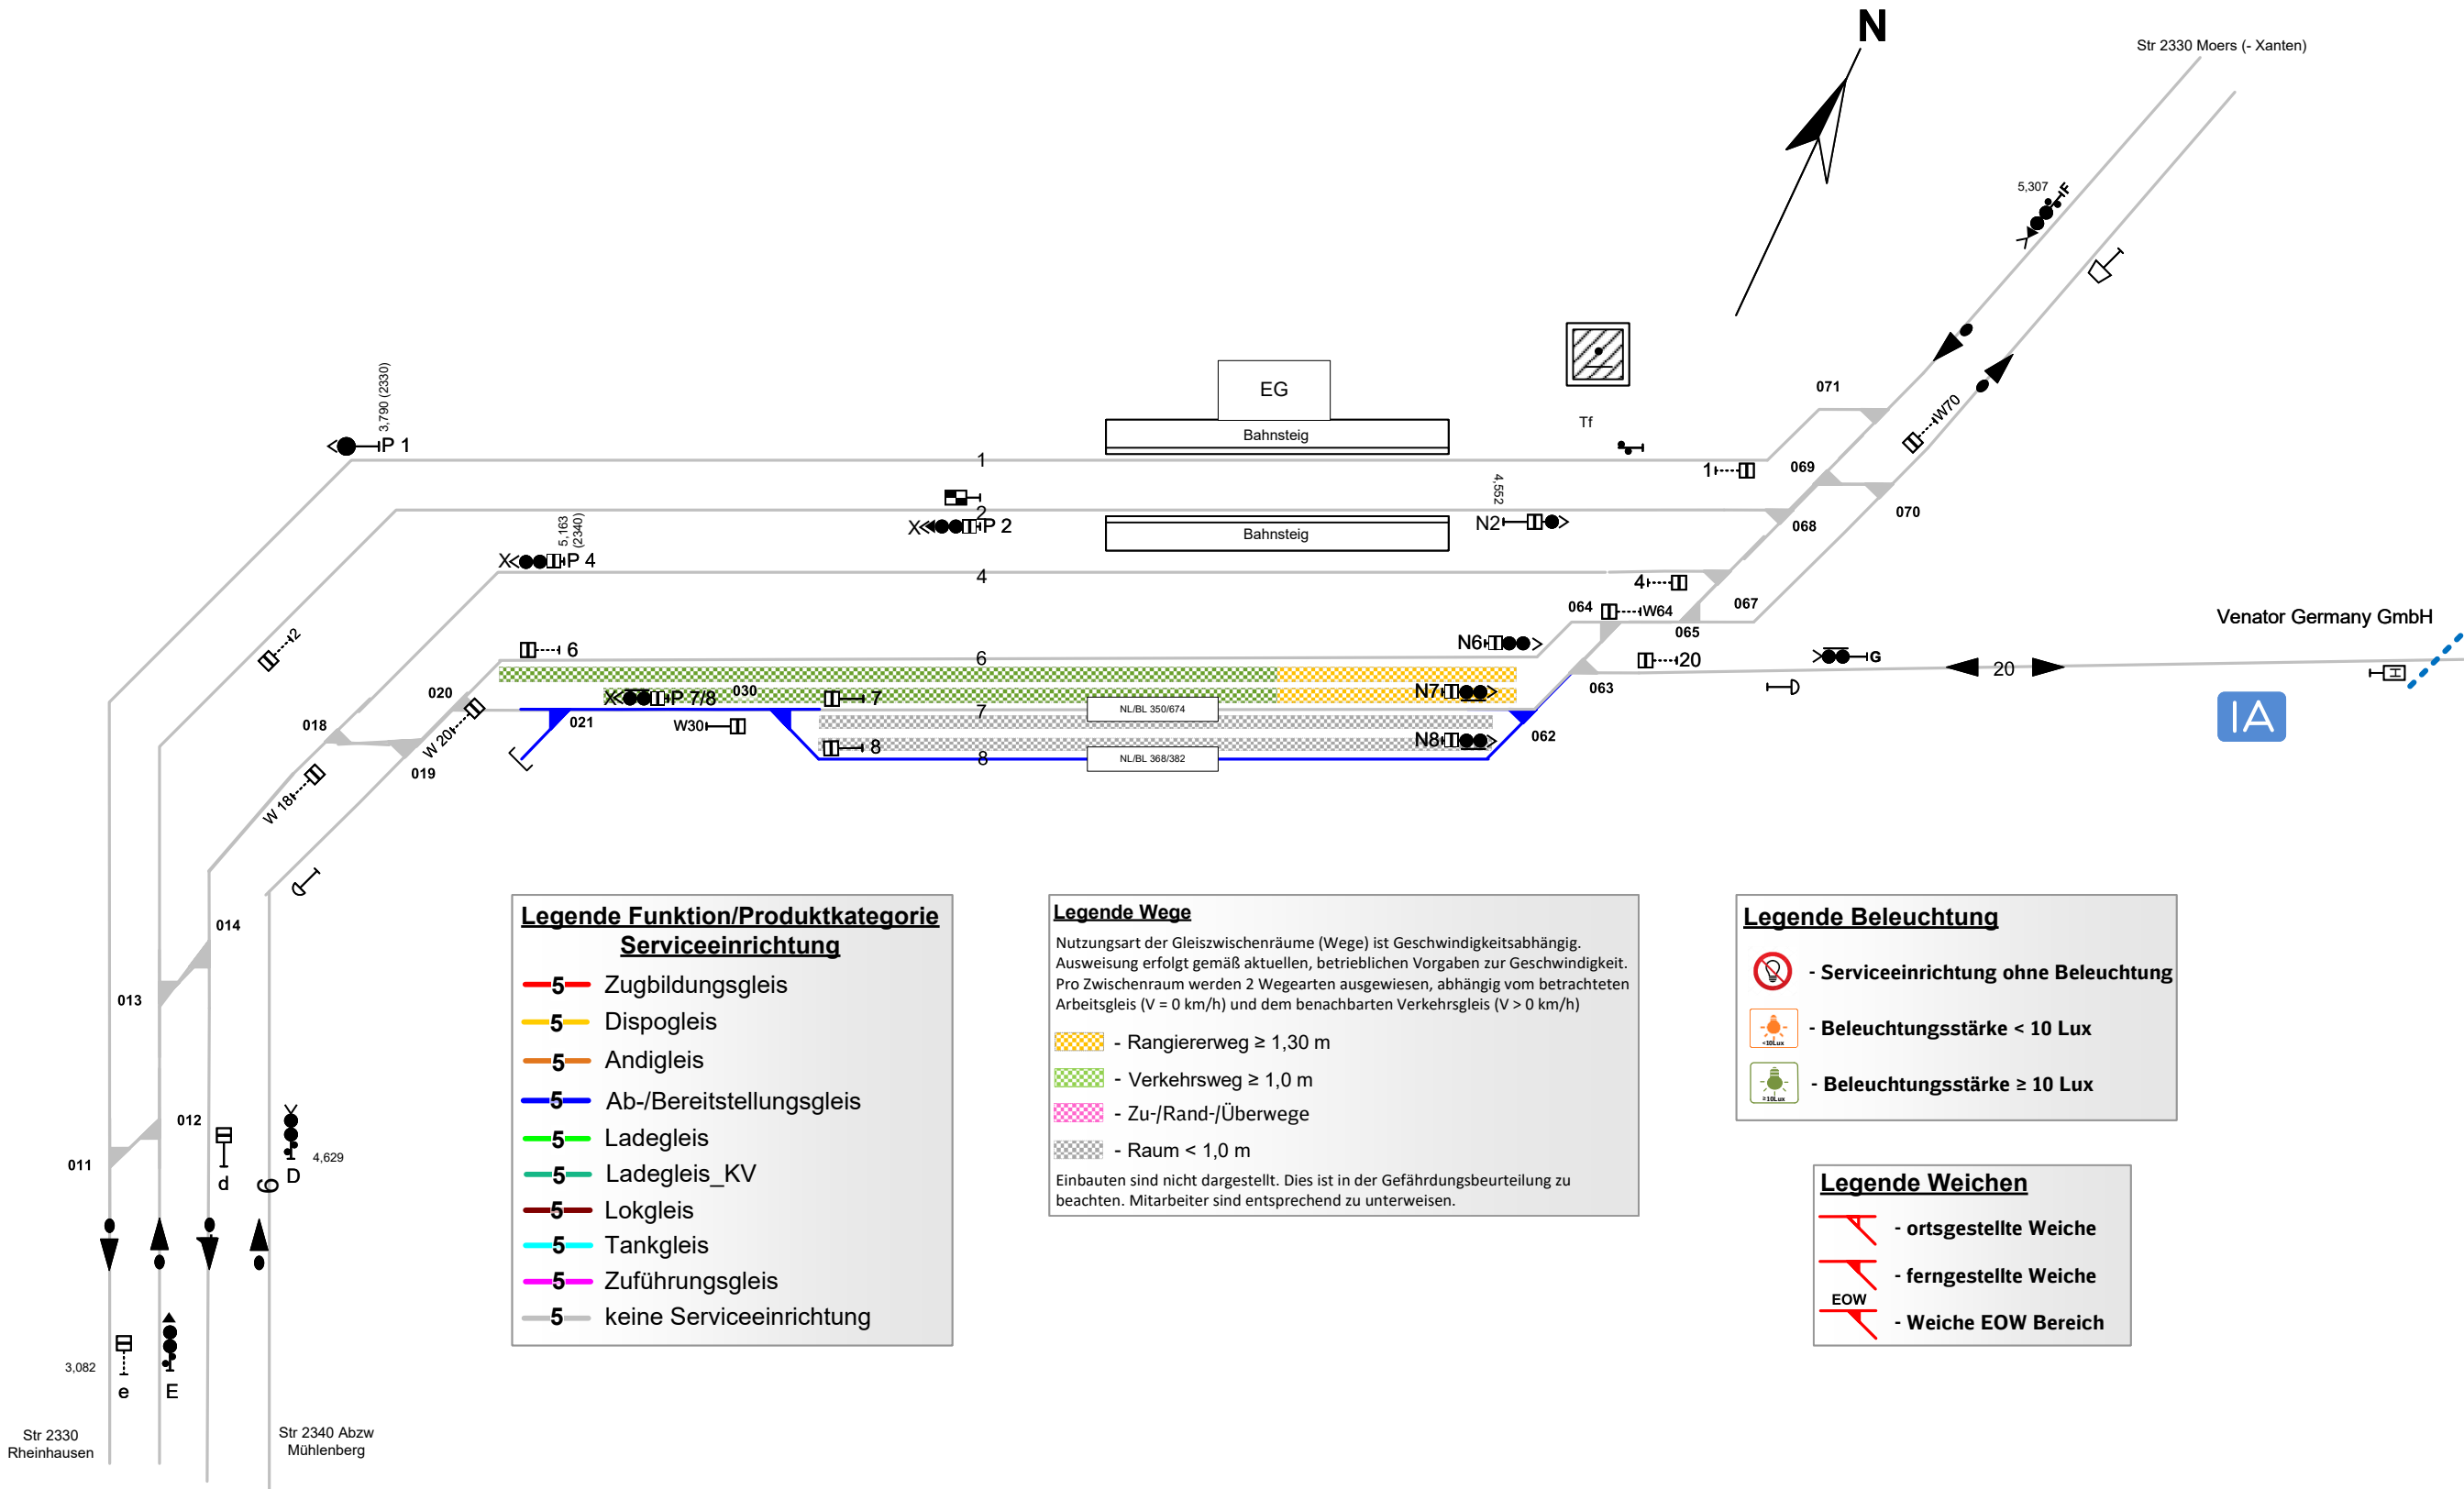 N
Str 2330 Moers (- Xanten)
5,307
F
3,790 (2330)
P 1
EG
Bahnsteig
Tf
071
W70
1
1
069
2
5,163
(2340)
X
P 2
4,552
N2
068
070
Bahnsteig
X
P 4
4
4
064
W64
067
065
Venator Germany GmbH
2
6
6
N6
20
G
20
063
020
X
P 7/8
030
7
N7
7
NL/BL 350/674
018
021
W30
W 20
8
N8
062
8
NL/BL 368/382
019
W 18
IA
014
013
012
011
d
D
4,629
9
3,082
e
E
Str 2330
Rheinhausen
Str 2340 Abzw
Mühlenberg
Legende Funktion/Produktkategorie
Serviceeinrichtung
5 Zugbildungsgleis
5 Dispogleis
5 Andigleis
5 Ab-/Bereitstellungsgleis
5 Ladegleis
5 Ladegleis_KV
5 Lokgleis
5 Tankgleis
5 Zuführungsgleis
5 keine Serviceeinrichtung
Legende Wege
Nutzungsart der Gleiszwischenräume (Wege) ist Geschwindigkeitsabhängig.
Ausweisung erfolgt gemäß aktuellen, betrieblichen Vorgaben zur Geschwindigkeit.
Pro Zwischenraum werden 2 Wegearten ausgewiesen, abhängig vom betrachteten
Arbeitsgleis (V = 0 km/h) und dem benachbarten Verkehrsgleis (V > 0 km/h)
- Rangiererweg ≥ 1,30 m
- Verkehrsweg ≥ 1,0 m
- Zu-/Rand-/Überwege
- Raum < 1,0 m
Einbauten sind nicht dargestellt. Dies ist in der Gefährdungsbeurteilung zu
beachten. Mitarbeiter sind entsprechend zu unterweisen.
Legende Beleuchtung
- Serviceeinrichtung ohne Beleuchtung
<10Lux
- Beleuchtungsstärke < 10 Lux
≥10Lux
- Beleuchtungsstärke ≥ 10 Lux
Legende Weichen
- ortsgestellte Weiche
- ferngestellte Weiche
EOW
- Weiche EOW Bereich